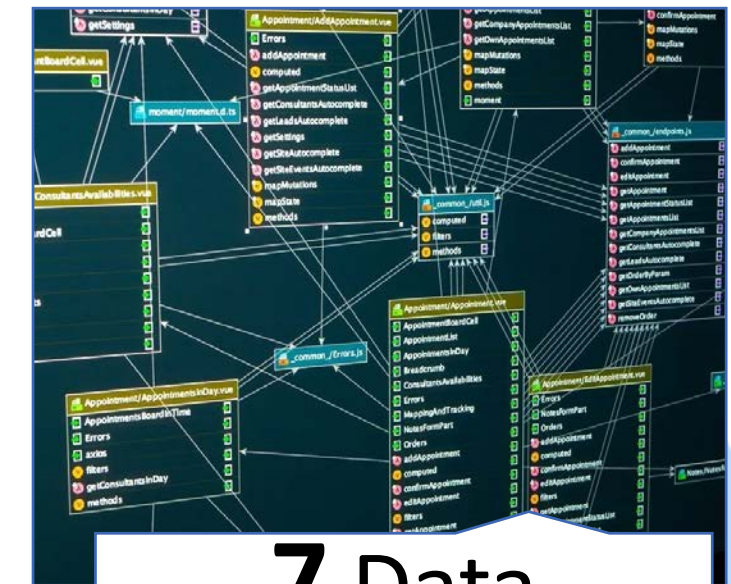 getSettings
Appointment/AddAppointment.vue
Errors
addAppointment
computed
getAppointmentStatusList
getConsultantsAutocomplete
getLeadsAutocomplete
getSettings
getSiteAutocomplete
getSiteEventsAutocomplete
mapMutations
mapState
methods
getCompanyAppointmentsList
getOwnAppointmentsList
mapMutations
mapState
methods
moment
confirmAppointment
mapMutations
mapState
methods
BoardCell.vue
moment/moment.d.ts
_common_/endpoints.js
addAppointment
confirmAppointment
editAppointment
getAppointment
getAppointmentStatusList
getAppointmentsList
getCompanyAppointmentsList
getConsultantsAutocomplete
getLeadsAutocomplete
getOrderByParam
getOwnAppointmentsList
getSiteEventsAutocomplete
removeOrder
ConsultantsAvailabilities.vue
_common_/util.js
computed
filters
methods
_common_/Errors.js
Appointment/Appointment.vue
AppointmentBoardCell
AppointmentList
AppointmentsInDay
Breadcrumb
ConsultantsAvailabilities
Errors
MappingAndTracking
NotesFormPart
Orders
addAppointment
computed
confirmAppointment
editAppointment
filters
Appointment/EditAppointment.vue
Errors
NotesFormPart
Orders
addAppointment
computed
confirmAppointment
editAppointment
filters
getAppointment
Appointment/AppointmentsInDay.vue
AppointmentsBoardInTime
Errors
axios
filters
getConsultantsInDay
methods
7 Data